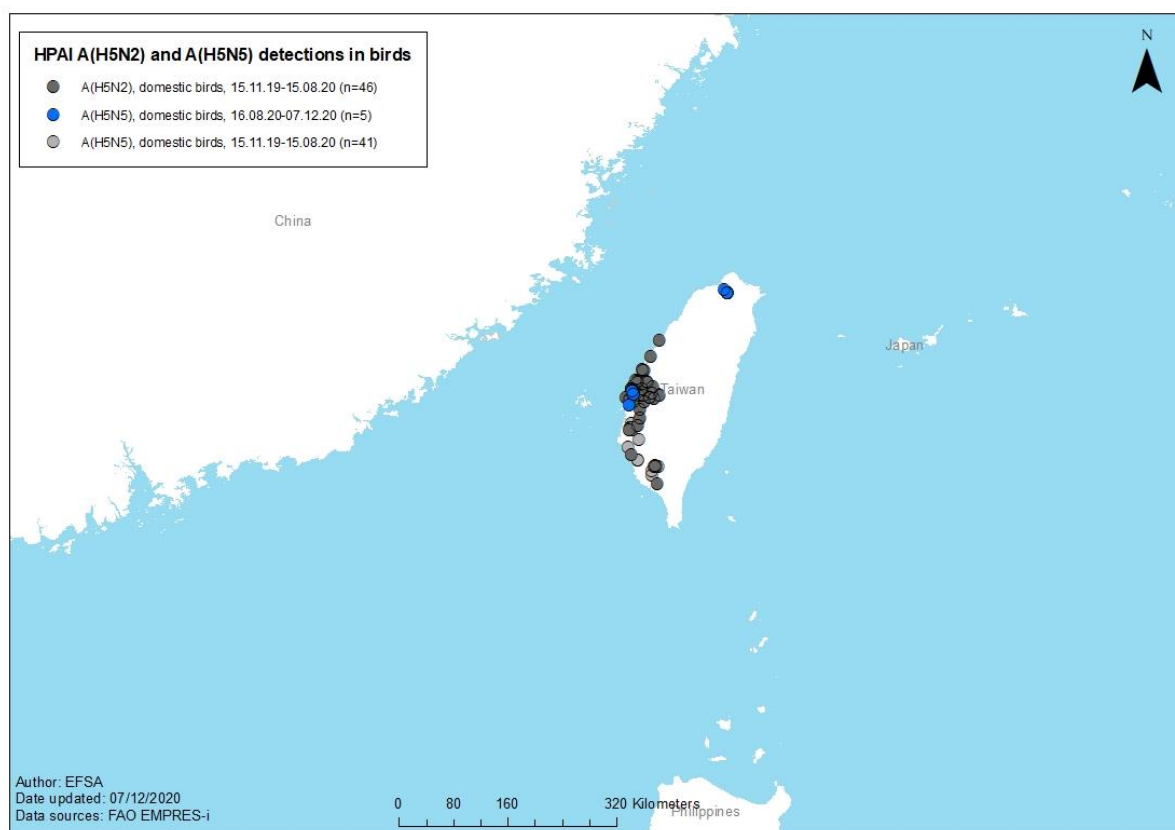 HPAI A(H5N2) and A(H5N5) detections in birds
A(H5N2), domestic birds, 15.11.19-15.08.20 (n=46)
A(H5N5), domestic birds, 16.08.20-07.12.20 (n=5)
A(H5N5), domestic birds, 15.11.19-15.08.20 (n=41)
N
China
Japan
Taiwan
Author: EFSA
Date updated: 07/12/2020
Data sources: FAO EMPRES-i
0 80 160 320 Kilometers
Philippines